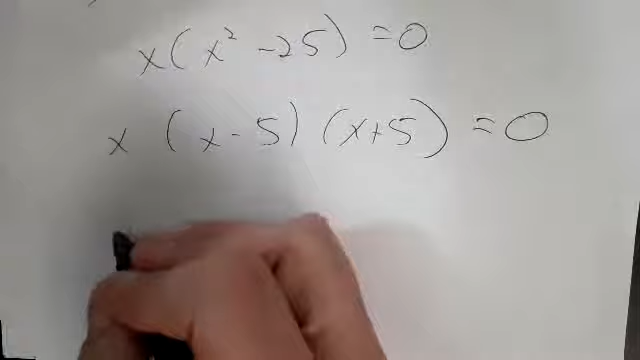 x(x² -25) =0
x (x-5) (x+5) =0